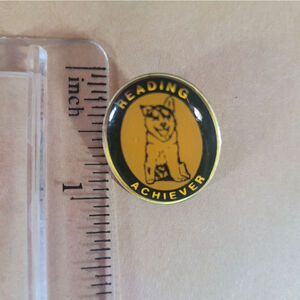 READING
ACHIEVER
inch
1